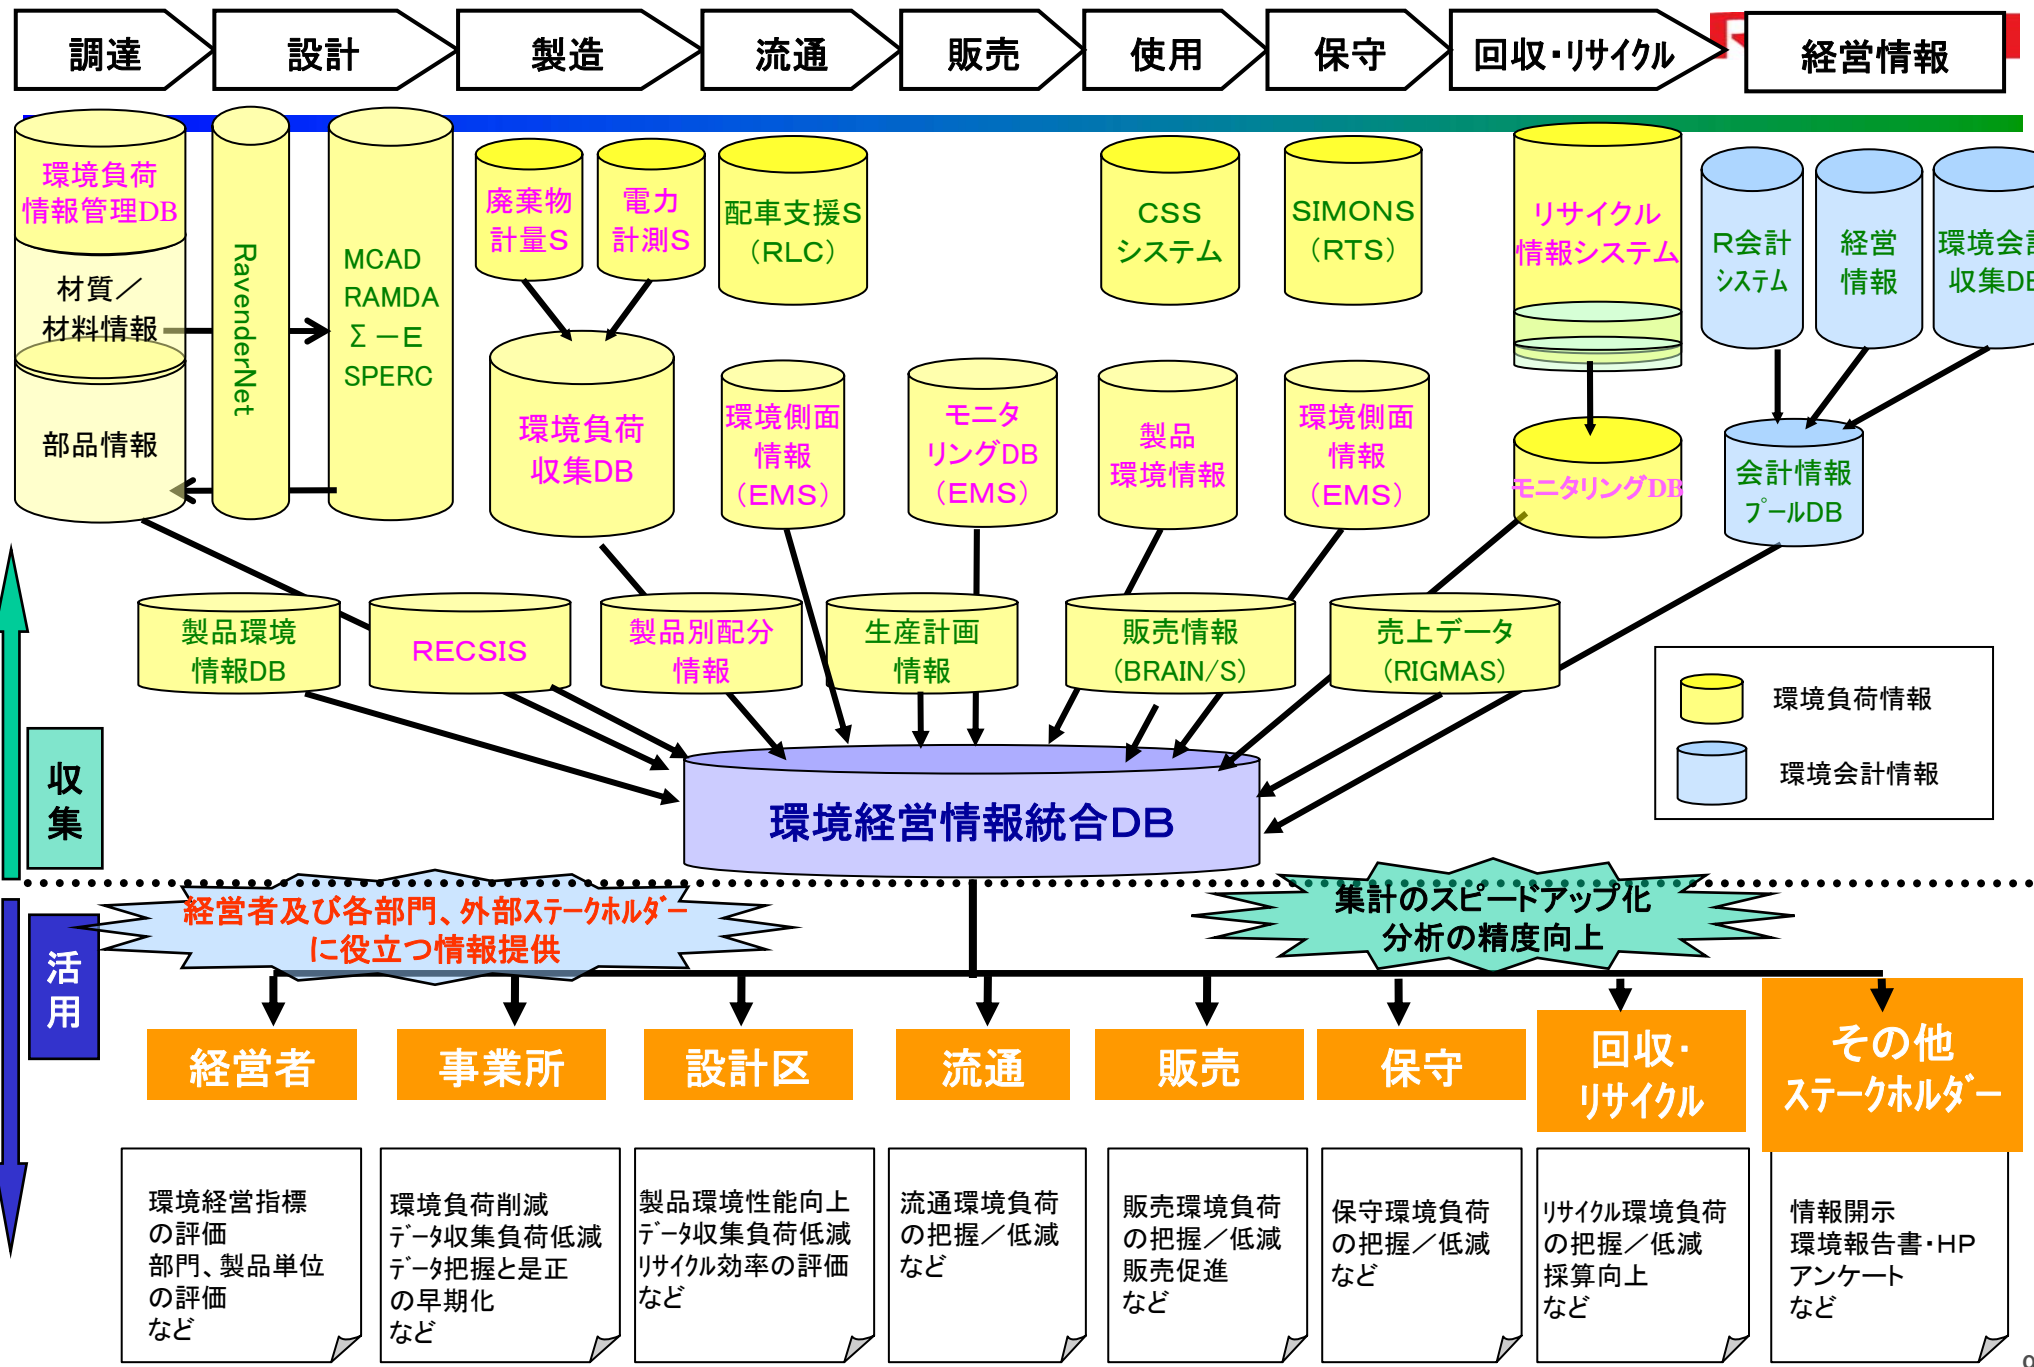 調達
設計
製造
流通
販売
使用
保守
回収・リサイクル
経営情報
環境負荷
情報管理DB
材質／
材料情報
部品情報
RavenderNet
MCAD
RAMDA
Σ－E
SPERC
廃棄物
計量S
電力
計測S
配車支援S
（RLC）
CSS
システム
SIMONS
（RTS）
リサイクル
情報システム
R会計
システム
経営
情報
環境会計
収集DB
環境負荷
収集DB
環境側面
情報
（EMS）
モニタ
リングDB
（EMS）
製品
環境情報
環境側面
情報
（EMS）
モニタリングDB
会計情報
プールDB
製品環境
情報DB
RECSIS
製品別配分
情報
生産計画
情報
販売情報
(BRAIN/S)
売上データ
(RIGMAS)
環境負荷情報
環境会計情報
収集
環境経営情報統合DB
経営者及び各部門、外部ステークホルダー
に役立つ情報提供
集計のスピードアップ化
分析の精度向上
活用
経営者
事業所
設計区
流通
販売
保守
回収・
リサイクル
その他
ステークホルダー
環境経営指標
の評価
部門、製品単位
の評価
など
環境負荷削減
データ収集負荷低減
データ把握と是正
の早期化
など
製品環境性能向上
データ収集負荷低減
リサイクル効率の評価
など
流通環境負荷
の把握／低減
など
販売環境負荷
の把握／低減
販売促進
など
保守環境負荷
の把握／低減
など
リサイクル環境負荷
の把握／低減
採算向上
など
情報開示
環境報告書・HP
アンケート
など